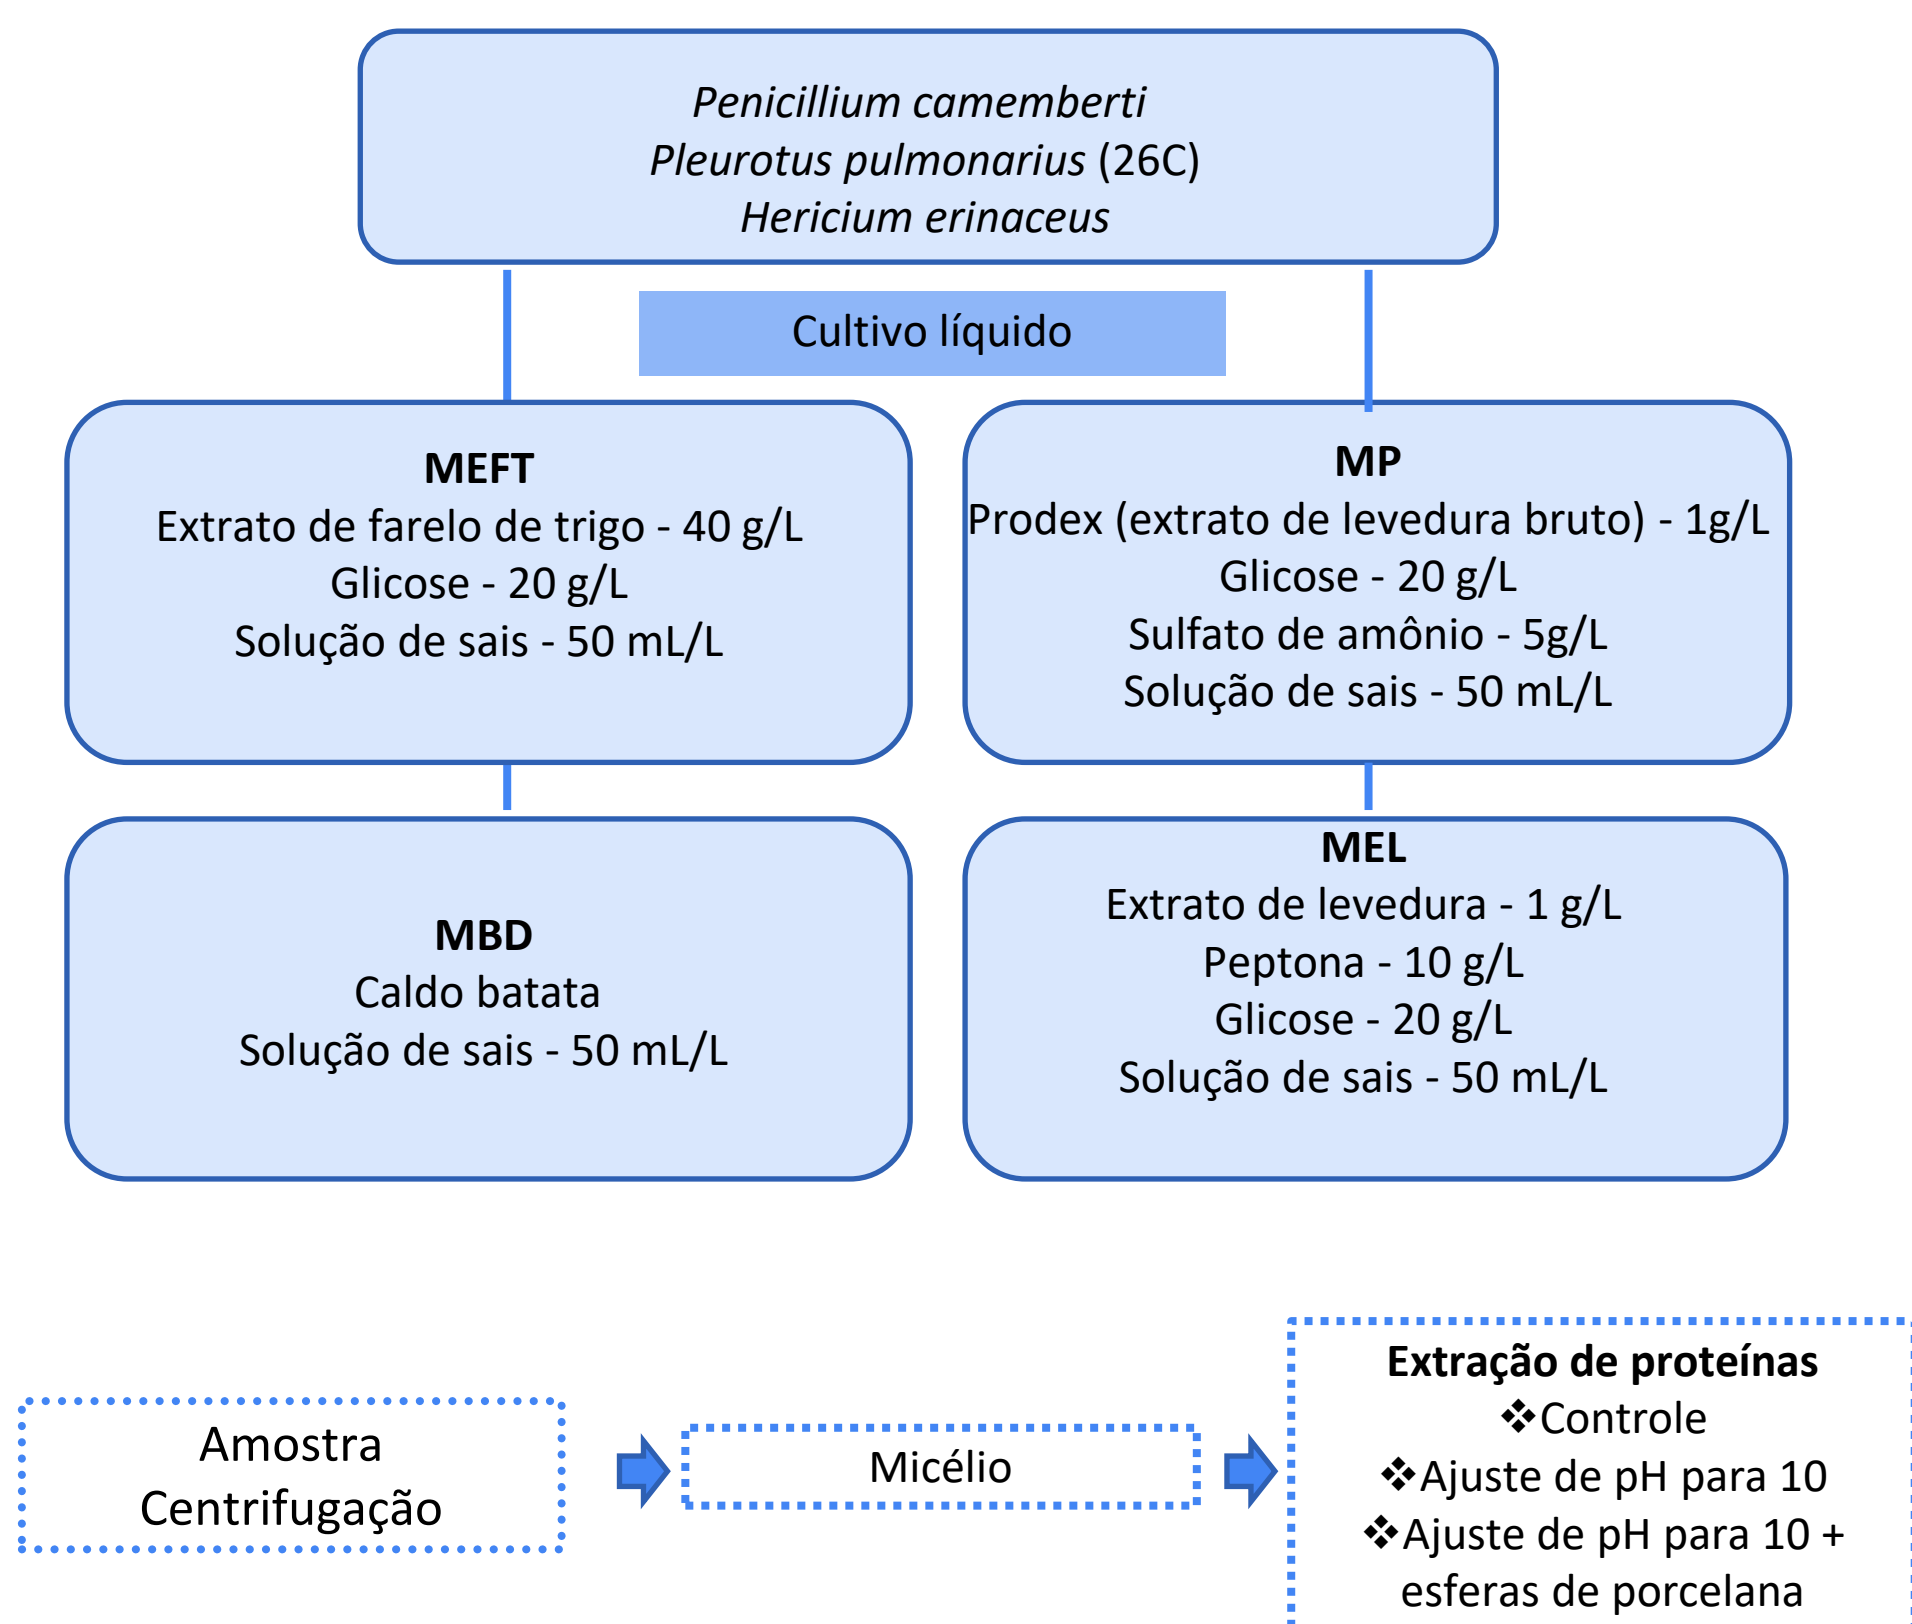 Penicillium camemberti
Pleurotus pulmonarius (26C)
Hericium erinaceus
Cultivo líquido
MEFT
Extrato de farelo de trigo - 40 g/L
Glicose - 20 g/L
Solução de sais - 50 mL/L
MP
Prodex (extrato de levedura bruto) - 1g/L
Glicose - 20 g/L
Sulfato de amônio - 5g/L
Solução de sais - 50 mL/L
MBD
Caldo batata
Solução de sais - 50 mL/L
MEL
Extrato de levedura - 1 g/L
Peptona - 10 g/L
Glicose - 20 g/L
Solução de sais - 50 mL/L
Amostra
Centrifugação
Micélio
Extração de proteínas
❖Controle
❖Ajuste de pH para 10
❖Ajuste de pH para 10 +
esferas de porcelana